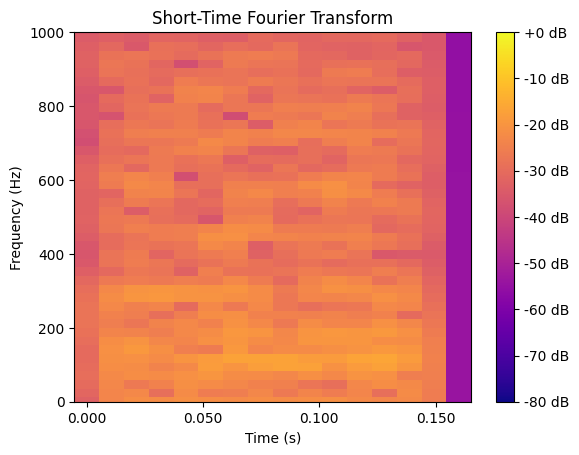 Short-Time Fourier Transform
1000
800
600
400
200
0
Frequency (Hz)
0.000
0.050
0.100
0.150
Time (s)
+0 dB
-10 dB
-20 dB
-30 dB
-40 dB
-50 dB
-60 dB
-70 dB
-80 dB